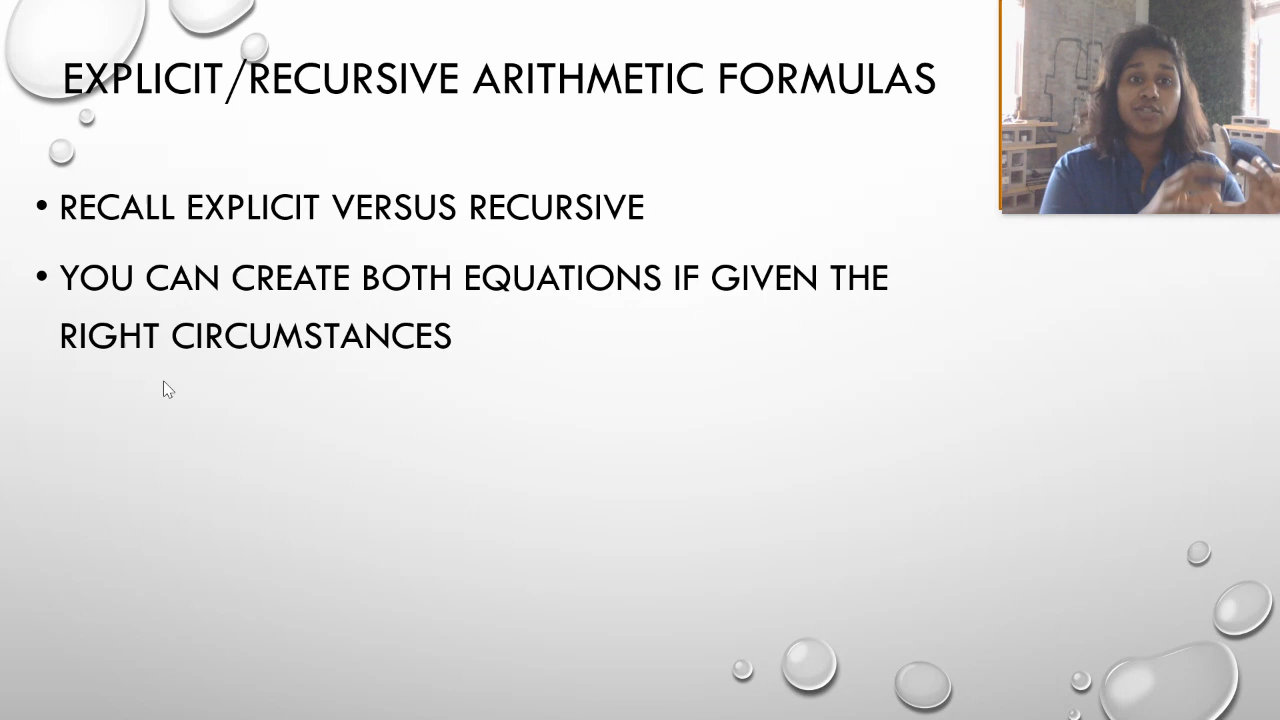 EXPLICIT/RECURSIVE ARITHMETIC FORMULAS
• RECALL EXPLICIT VERSUS RECURSIVE
• YOU CAN CREATE BOTH EQUATIONS IF GIVEN THE
RIGHT CIRCUMSTANCES